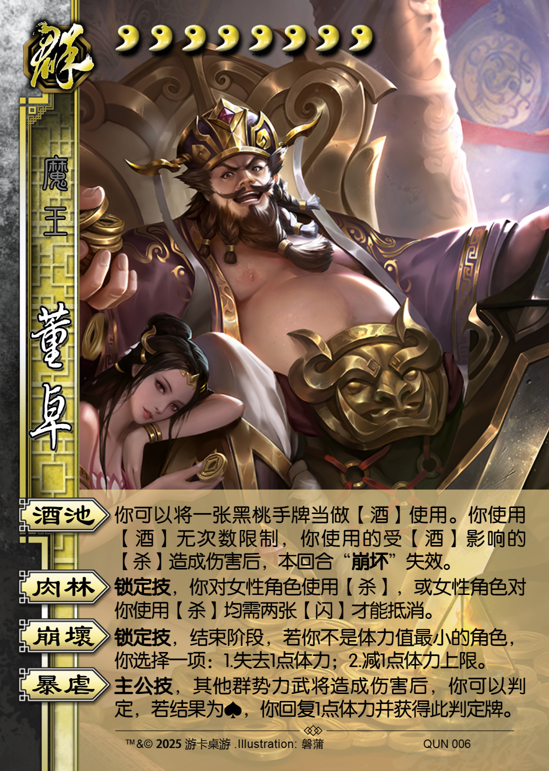 群
魔王
董卓
酒池
你可以将一张黑桃手牌当做【酒】使用。你使用
【酒】无次数限制，你使用的受【酒】影响的
【杀】造成伤害后，本回合“崩坏”失效。
肉林
锁定技，你对女性角色使用【杀】，或女性角色对
你使用【杀】均需两张【闪】才能抵消。
崩壞
锁定技，结束阶段，若你不是体力值最小的角色，
你选择一项：1.失去1点体力；2.减1点体力上限。
暴虐
主公技，其他群势力武将造成伤害后，你可以判
定，若结果为♠，你回复1点体力并获得此判定牌。
™&© 2025 游卡桌游 .Illustration: 磐蒲
QUN 006